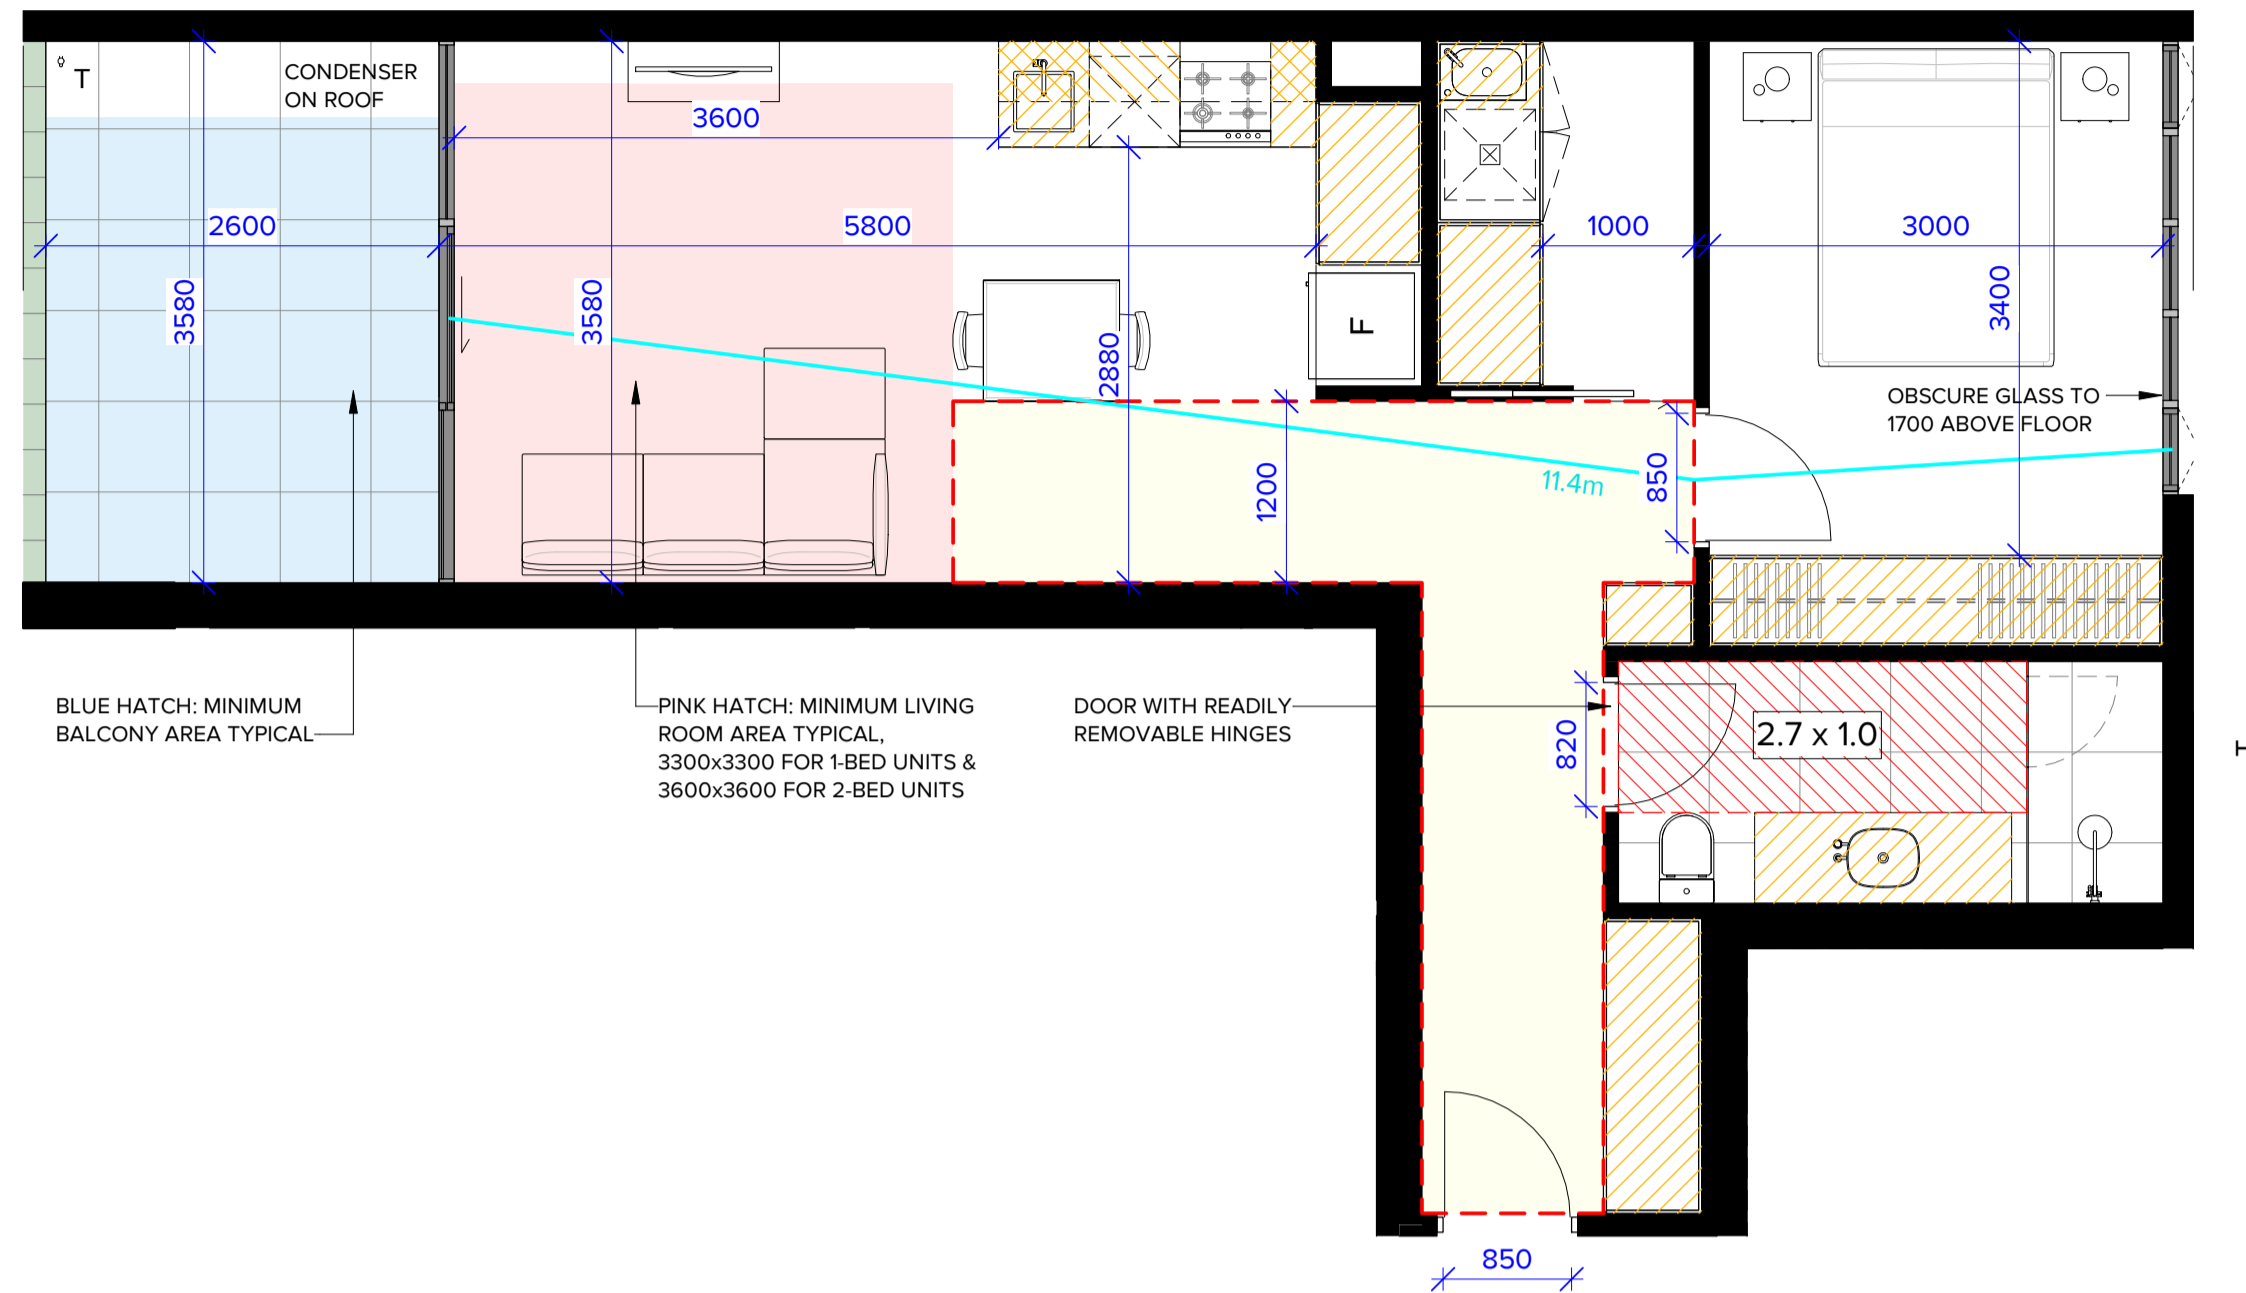 T
CONDENSER
ON ROOF
3600
2600
5800
1000
3000
3580
3580
2880
F
3400
OBSCURE GLASS TO
1700 ABOVE FLOOR
1200
850
11.4m
BLUE HATCH: MINIMUM
BALCONY AREA TYPICAL
PINK HATCH: MINIMUM LIVING
ROOM AREA TYPICAL,
3300x3300 FOR 1-BED UNITS &
3600x3600 FOR 2-BED UNITS
DOOR WITH READILY
REMOVABLE HINGES
820
2.7 x 1.0
850